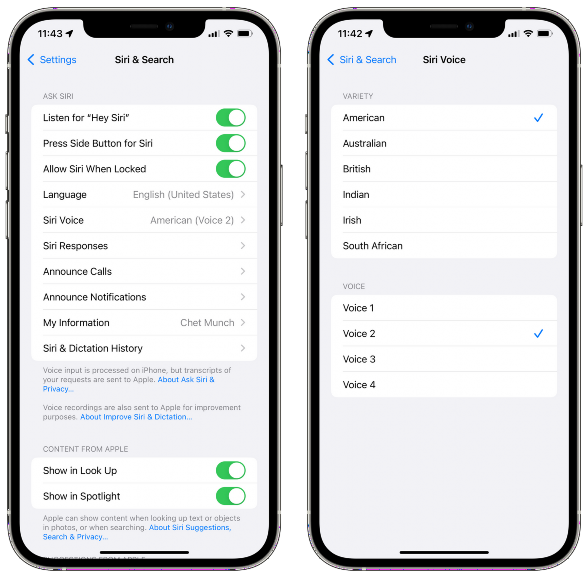 11:43
Settings
Siri & Search
ASK SIRI
Listen for “Hey Siri”
Press Side Button for Siri
Allow Siri When Locked
Language English (United States)
Siri Voice American (Voice 2)
Siri Responses
Announce Calls
Announce Notifications
My Information Chet Munch
Siri & Dictation History
Voice input is processed on iPhone, but transcripts of
your requests are sent to Apple. About Ask Siri &
Privacy...
Voice recordings are also sent to Apple for improvement
purposes. About Improve Siri & Dictation...
CONTENT FROM APPLE
Show in Look Up
Show in Spotlight
Apple can show content when looking up text or objects
in photos, or when searching. About Siri Suggestions,
Search & Privacy...
SUGGESTIONS FROM APPLE
11:42
Siri & Search
Siri Voice
VARIETY
American
Australian
British
Indian
Irish
South African
VOICE
Voice 1
Voice 2
Voice 3
Voice 4